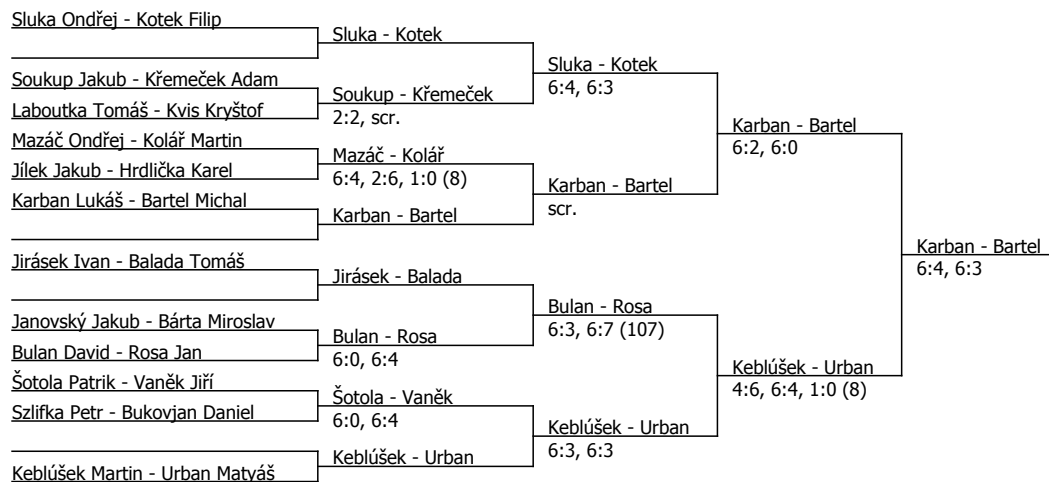 Sluka Ondřej - Kotek Filip
Sluka - Kotek
Sluka - Kotek
6:4, 6:3
Soukup Jakub - Křemeček Adam
Soukup - Křemeček
2:2, scr.
Laboutka Tomáš - Kvis Kryštof
Karban - Bartel
6:2, 6:0
Mazáč Ondřej - Kolář Martin
Mazáč - Kolář
6:4, 2:6, 1:0 (8)
Jílek Jakub - Hrdlička Karel
Karban - Bartel
scr.
Karban Lukáš - Bartel Michal
Karban - Bartel
Karban - Bartel
6:4, 6:3
Jirásek Ivan - Balada Tomáš
Jirásek - Balada
Bulan - Rosa
6:3, 6:7 (107)
Janovský Jakub - Bárta Miroslav
Bulan - Rosa
6:0, 6:4
Bulan David - Rosa Jan
Keblúšek - Urban
4:6, 6:4, 1:0 (8)
Šotola Patrik - Vaněk Jiří
Šotola - Vaněk
6:0, 6:4
Szlifka Petr - Bukovjan Daniel
Keblúšek - Urban
6:3, 6:3
Keblúšek - Urban
Keblúšek Martin - Urban Matyáš